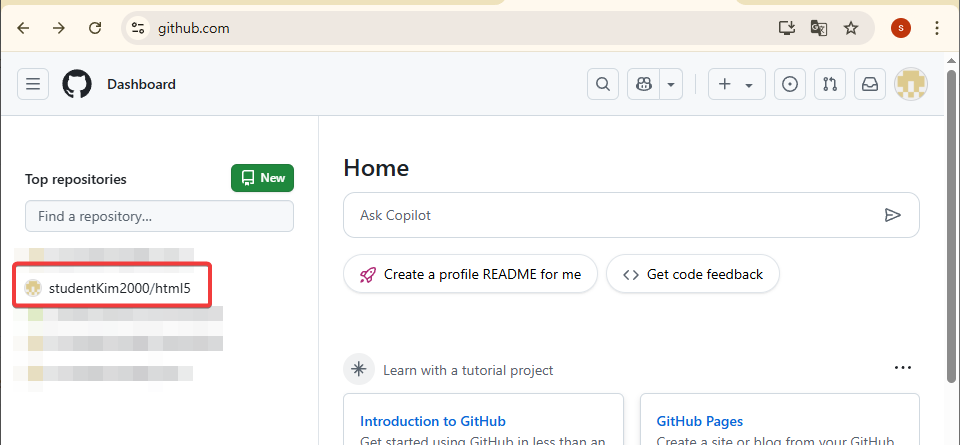 github.com
s
Dashboard
Top repositories
New
Find a repository...
studentKim2000/html5
Home
Ask Copilot
Create a profile README for me
Get code feedback
Learn with a tutorial project
Introduction to GitHub
Get started using GitHub in less than an
GitHub Pages
Create a site or blog from your GitHub